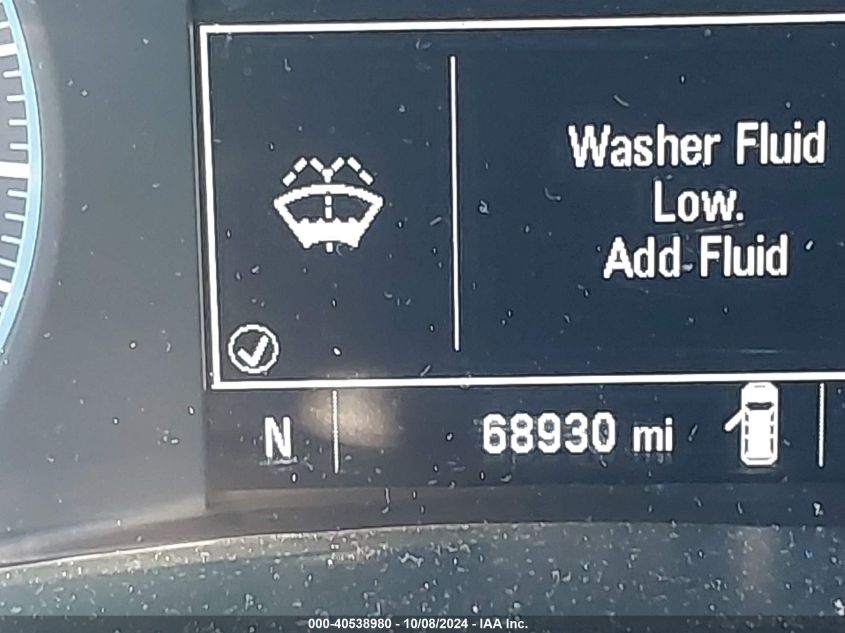 Washer Fluid
Low.
Add Fluid
N
68930 mi
000-40538980 - 10/08/2024 - IAA Inc.